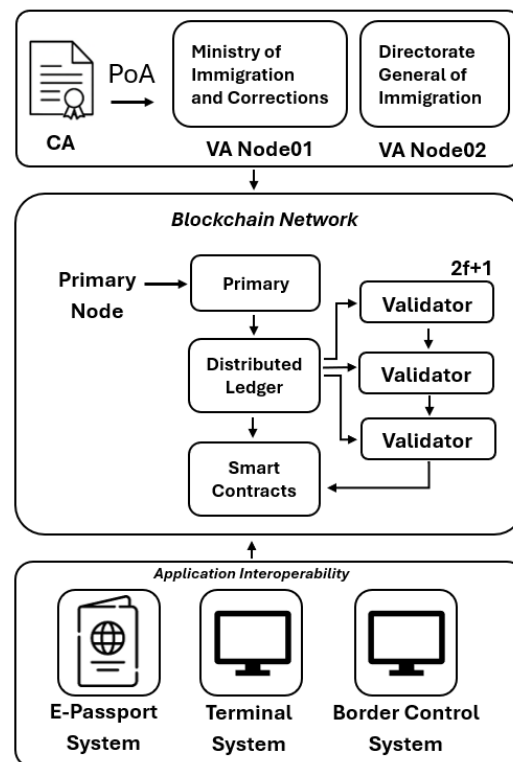 PoA
CA
Ministry of
Immigration
and Corrections
VA Node01
Directorate
General of
Immigration
VA Node02
Blockchain Network
Primary
Node
Primary
Distributed
Ledger
Smart
Contracts
2f+1
Validator
Validator
Validator
Application Interoperability
E-Passport
System
Terminal
System
Border Control
System